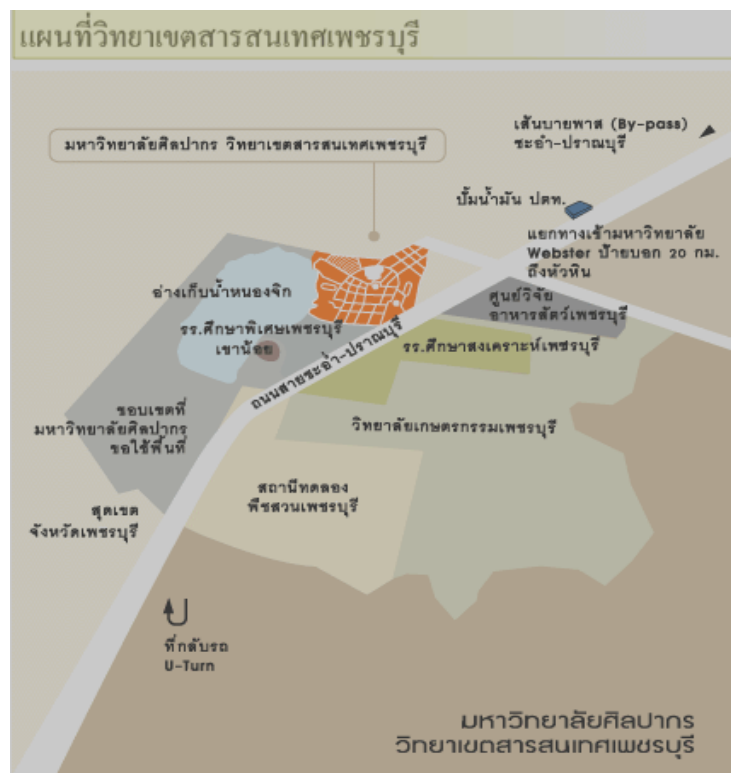 แผนที่วิทยาเขตสารสนเทศเพชรบุรี
เส้นบายพาส (By-pass)
ชะอำ-ปราณบุรี
มหาวิทยาลัยศิลปากร วิทยาเขตสารสนเทศเพชรบุรี
ปั๊มน้ำมัน ปตท.
แยกทางเข้ามหาวิทยาลัย
Webster ป้ายบอก 20 กม.
ถึงหัวหิน
อ่างเก็บน้ำหนองจิก
ศูนย์วิจัย
อาหารสัตว์เพชรบุรี
รร.ศึกษาพิเศษเพชรบุรี
เขาน้อย
รร.ศึกษาสงเคราะห์เพชรบุรี
ถนนสายชะอำ-ปราณบุรี
ขอบเขตที่
มหาวิทยาลัยศิลปากร
ขอใช้พื้นที่
วิทยาลัยเกษตรกรรมเพชรบุรี
สถานีทดลอง
พืชสวนเพชรบุรี
สุดเขต
จังหวัดเพชรบุรี
ที่กลับรถ
U-Turn
มหาวิทยาลัยศิลปากร
วิทยาเขตสารสนเทศเพชรบุรี